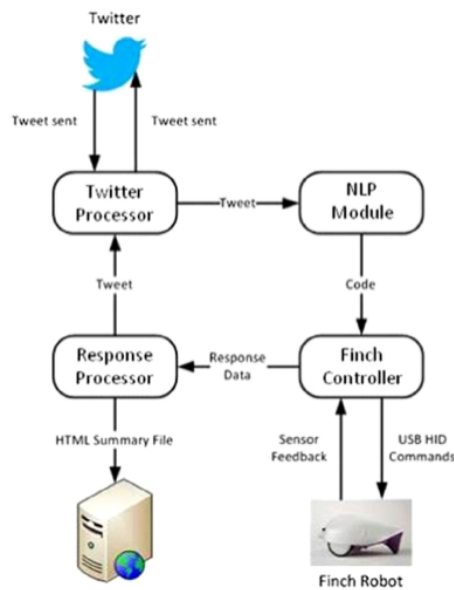 Twitter
Tweet sent
Tweet sent
Twitter
Processor
Tweet
NLP
Module
Tweet
Code
Response
Processor
Response
Data
Finch
Controller
HTML Summary File
Sensor
Feedback
USB HID
Commands
Finch Robot